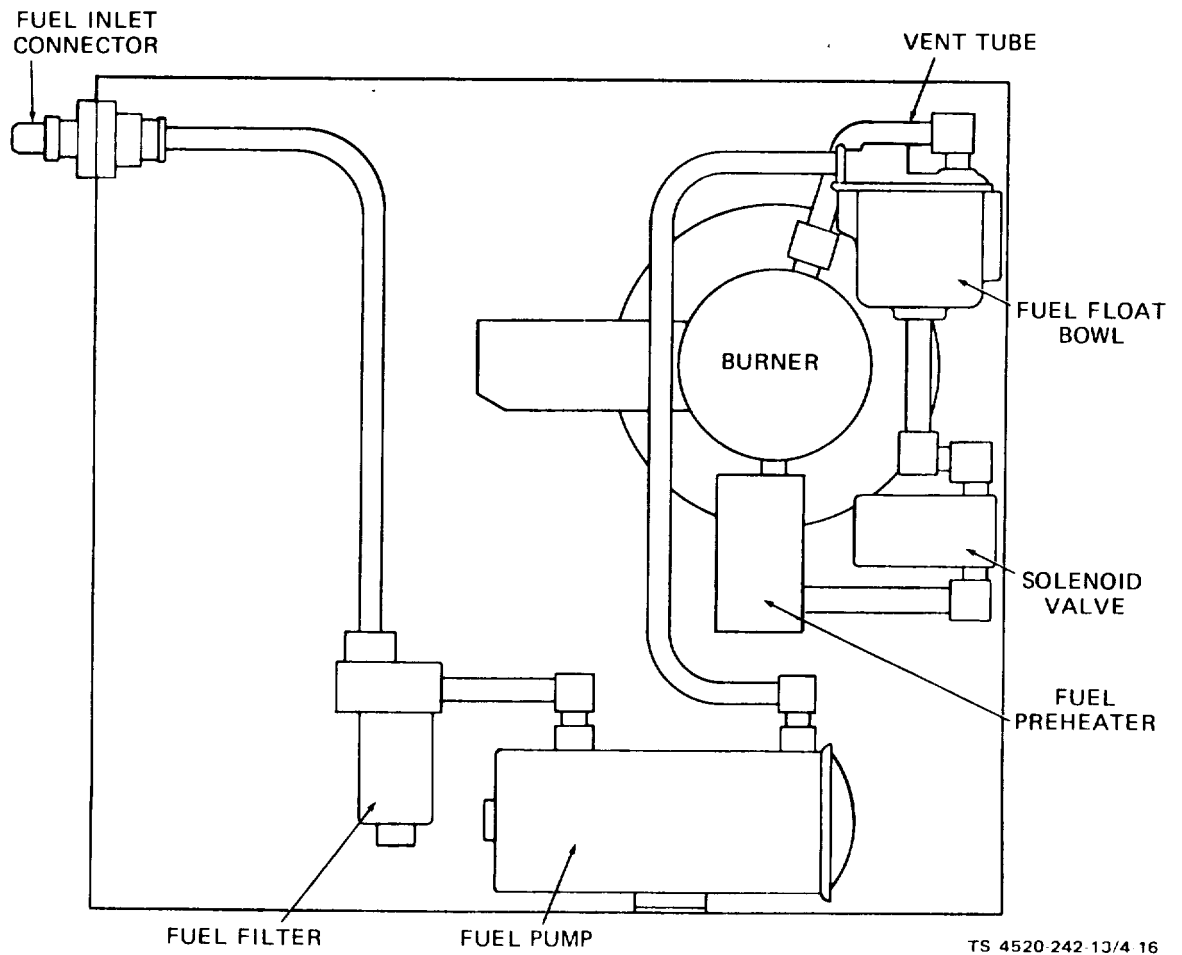 FUEL INLET
CONNECTOR
VENT TUBE
FUEL FLOAT
BOWL
BURNER
SOLENOID
VALVE
FUEL
PREHEATER
FUEL FILTER
FUEL PUMP
TS 4520-242-13/4 16